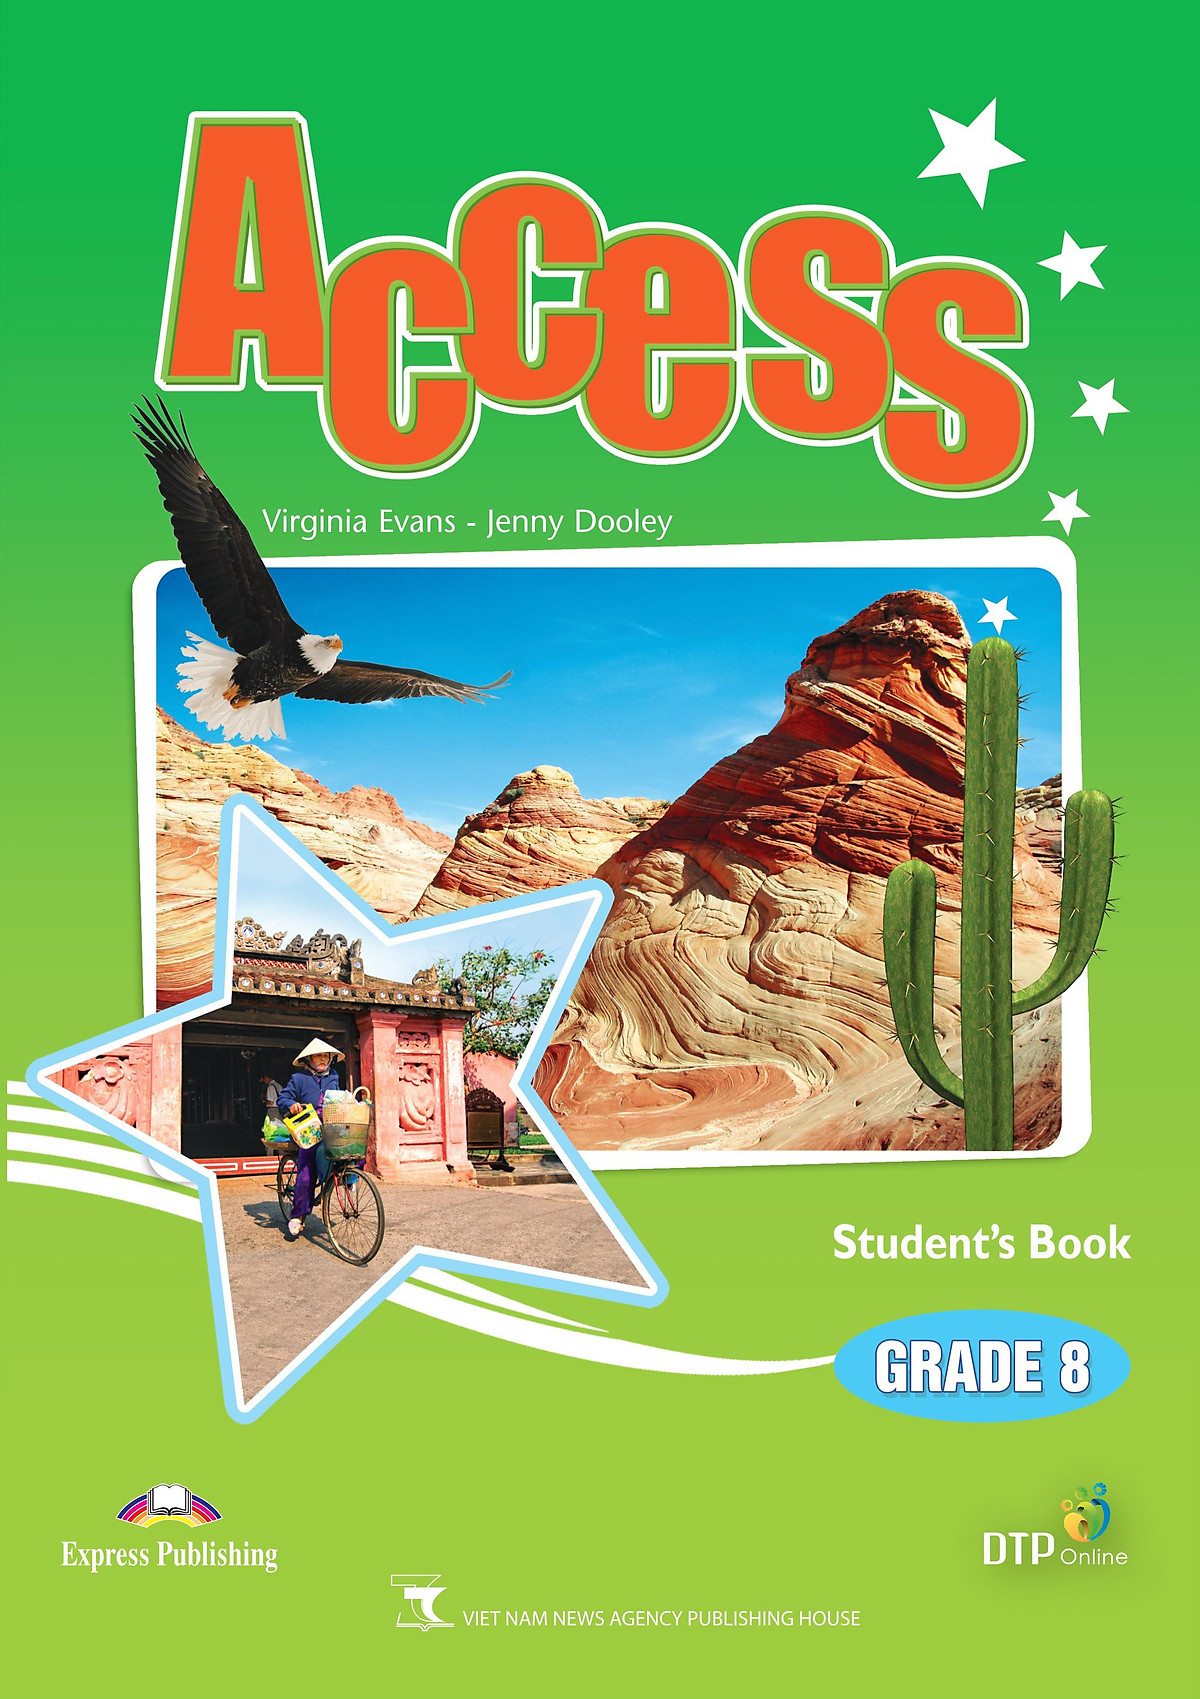 Access
Virginia Evans - Jenny Dooley
Student's Book
GRADE 8
Express Publishing
DTP Online
VIET NAM NEWS AGENCY PUBLISHING HOUSE